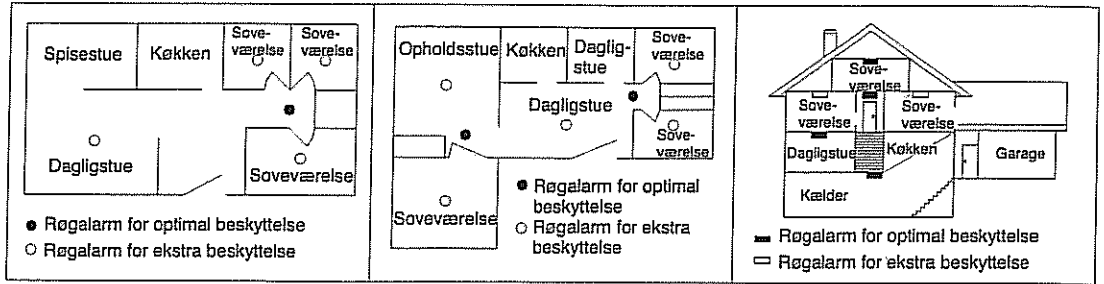 Spisestue
Køkken
Sove-
værelse
Sove-
værelse
Dagligstue
Soveværelse
Røgalarm for optimal beskyttelse
Røgalarm for ekstra beskyttelse
Opholdsstue
Køkken
Daglig-
stue
Sove-
værelse
Dagligstue
Sove-
værelse
Soveværelse
Røgalarm for optimal
beskyttelse
Røgalarm for ekstra
beskyttelse
Sove-
værelse
Sove-
værelse
Sove-
værelse
Dagligstue
Køkken
Garage
Kælder
Røgalarm for optimal beskyttelse
Røgalarm for ekstra beskyttelse